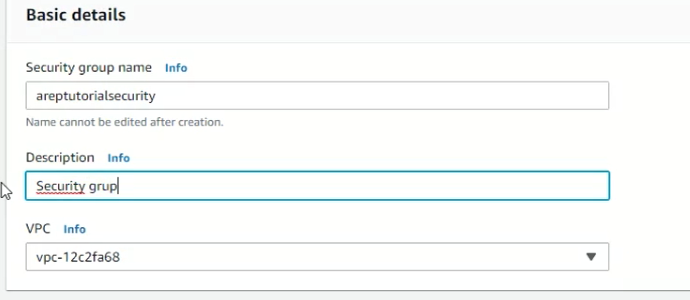 Basic details
Security group name Info
areptutorialsecurity
Name cannot be edited after creation.
Description Info
Security grup
VPC Info
vpc-12c2fa68